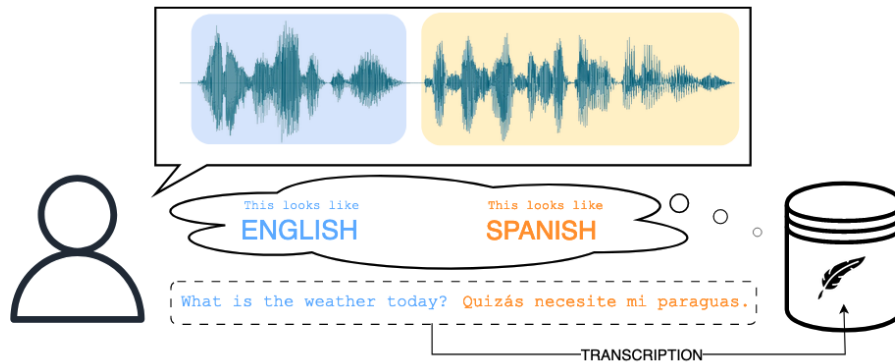 This looks like
ENGLISH
This looks like
SPANISH
What is the weather today? Quizás necesite mi paraguas.
TRANSCRIPTION